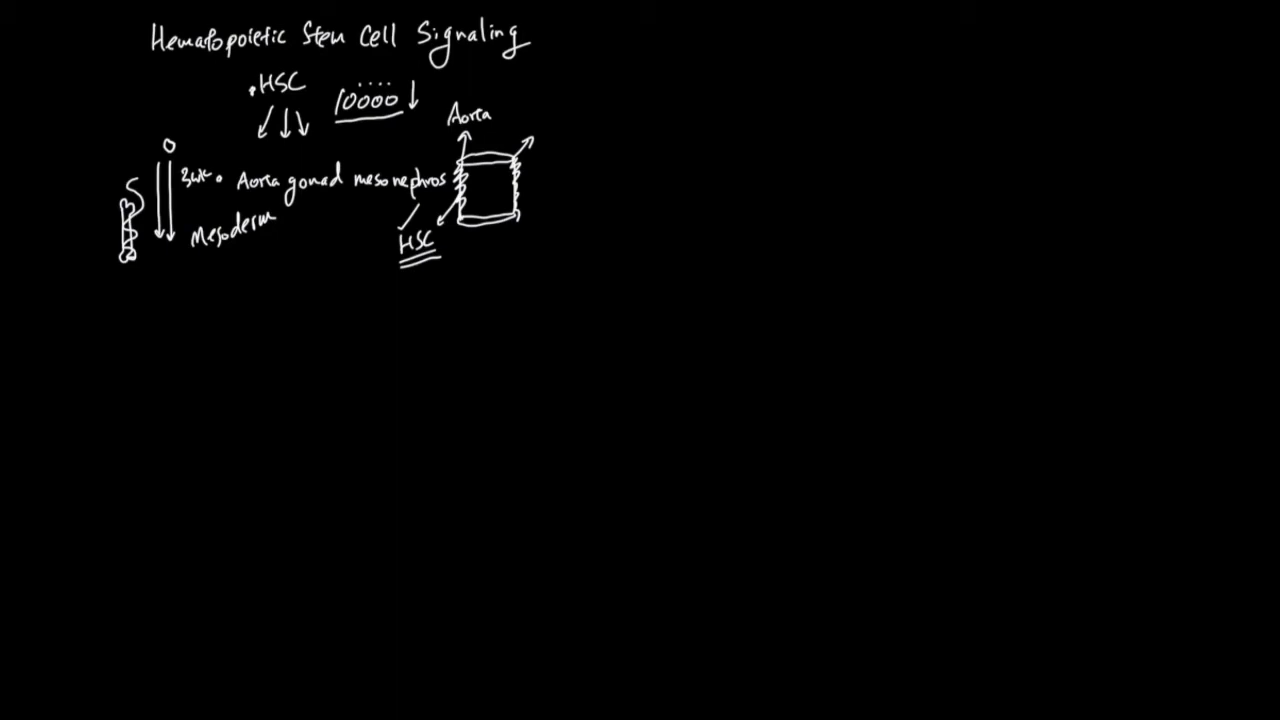 Hematopoietic Stem Cell Signaling
HSC
10000
Aorta
3wk. Aorta gonad mesonephros
Mesoderm
HSC